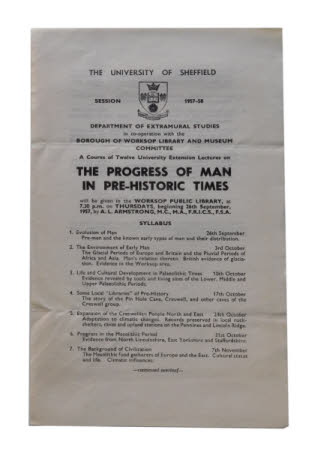 THE UNIVERSITY OF SHEFFIELD
SESSION 1957-58
DEPARTMENT OF EXTRAMURAL STUDIES
in co-operation with the
BOROUGH OF WORKSOP LIBRARY AND MUSEUM
COMMITTEE
A Course of Twelve University Extension Lectures on
THE PROGRESS OF MAN
IN PRE-HISTORIC TIMES
will be given in the WORKSOP PUBLIC LIBRARY, at
7.30 p.m. on THURSDAYS, beginning 26th September,
1957, by A. L. ARMSTRONG, M.C., M.A., F.R.I.C.S., F.S.A.
SYLLABUS
1. Evolution of Man 26th September
Pre-man and the known early types of man and their distribution.
2. The Environment of Early Man 3rd October
The Glacial Periods of Europe and Britain and the Pluvial Periods of
Africa and Asia. Man's relation thereto. British evidence of glacia-
tion. Evidence in the Worksop area.
3. Life and Cultural Development in Palaeolithic Times 10th October
Evidence revealed by tools and living sites of the Lower, Middle and
Upper Palaeolithic Periods.
4. Some Local "Libraries" of Pre-History 17th October
The story of the Pin Hole Cave, Creswell, and other caves of the
Creswell group.
5. Expansion of the Creswellian People North and East 24th October
Adaptation to climatic changes. Records preserved in local rock-
shelters, caves and upland stations on the Pennines and Lincoln Ridge.
6. Progress in the Mesolithic Period 31st October
Evidence from North Lincolnshire, East Yorkshire and Staffordshire.
7. The Background of Civilization 7th November
The Mesolithic food gatherers of Europe and the East. Cultural status
and life. Climatic influences.
—continued overleaf—